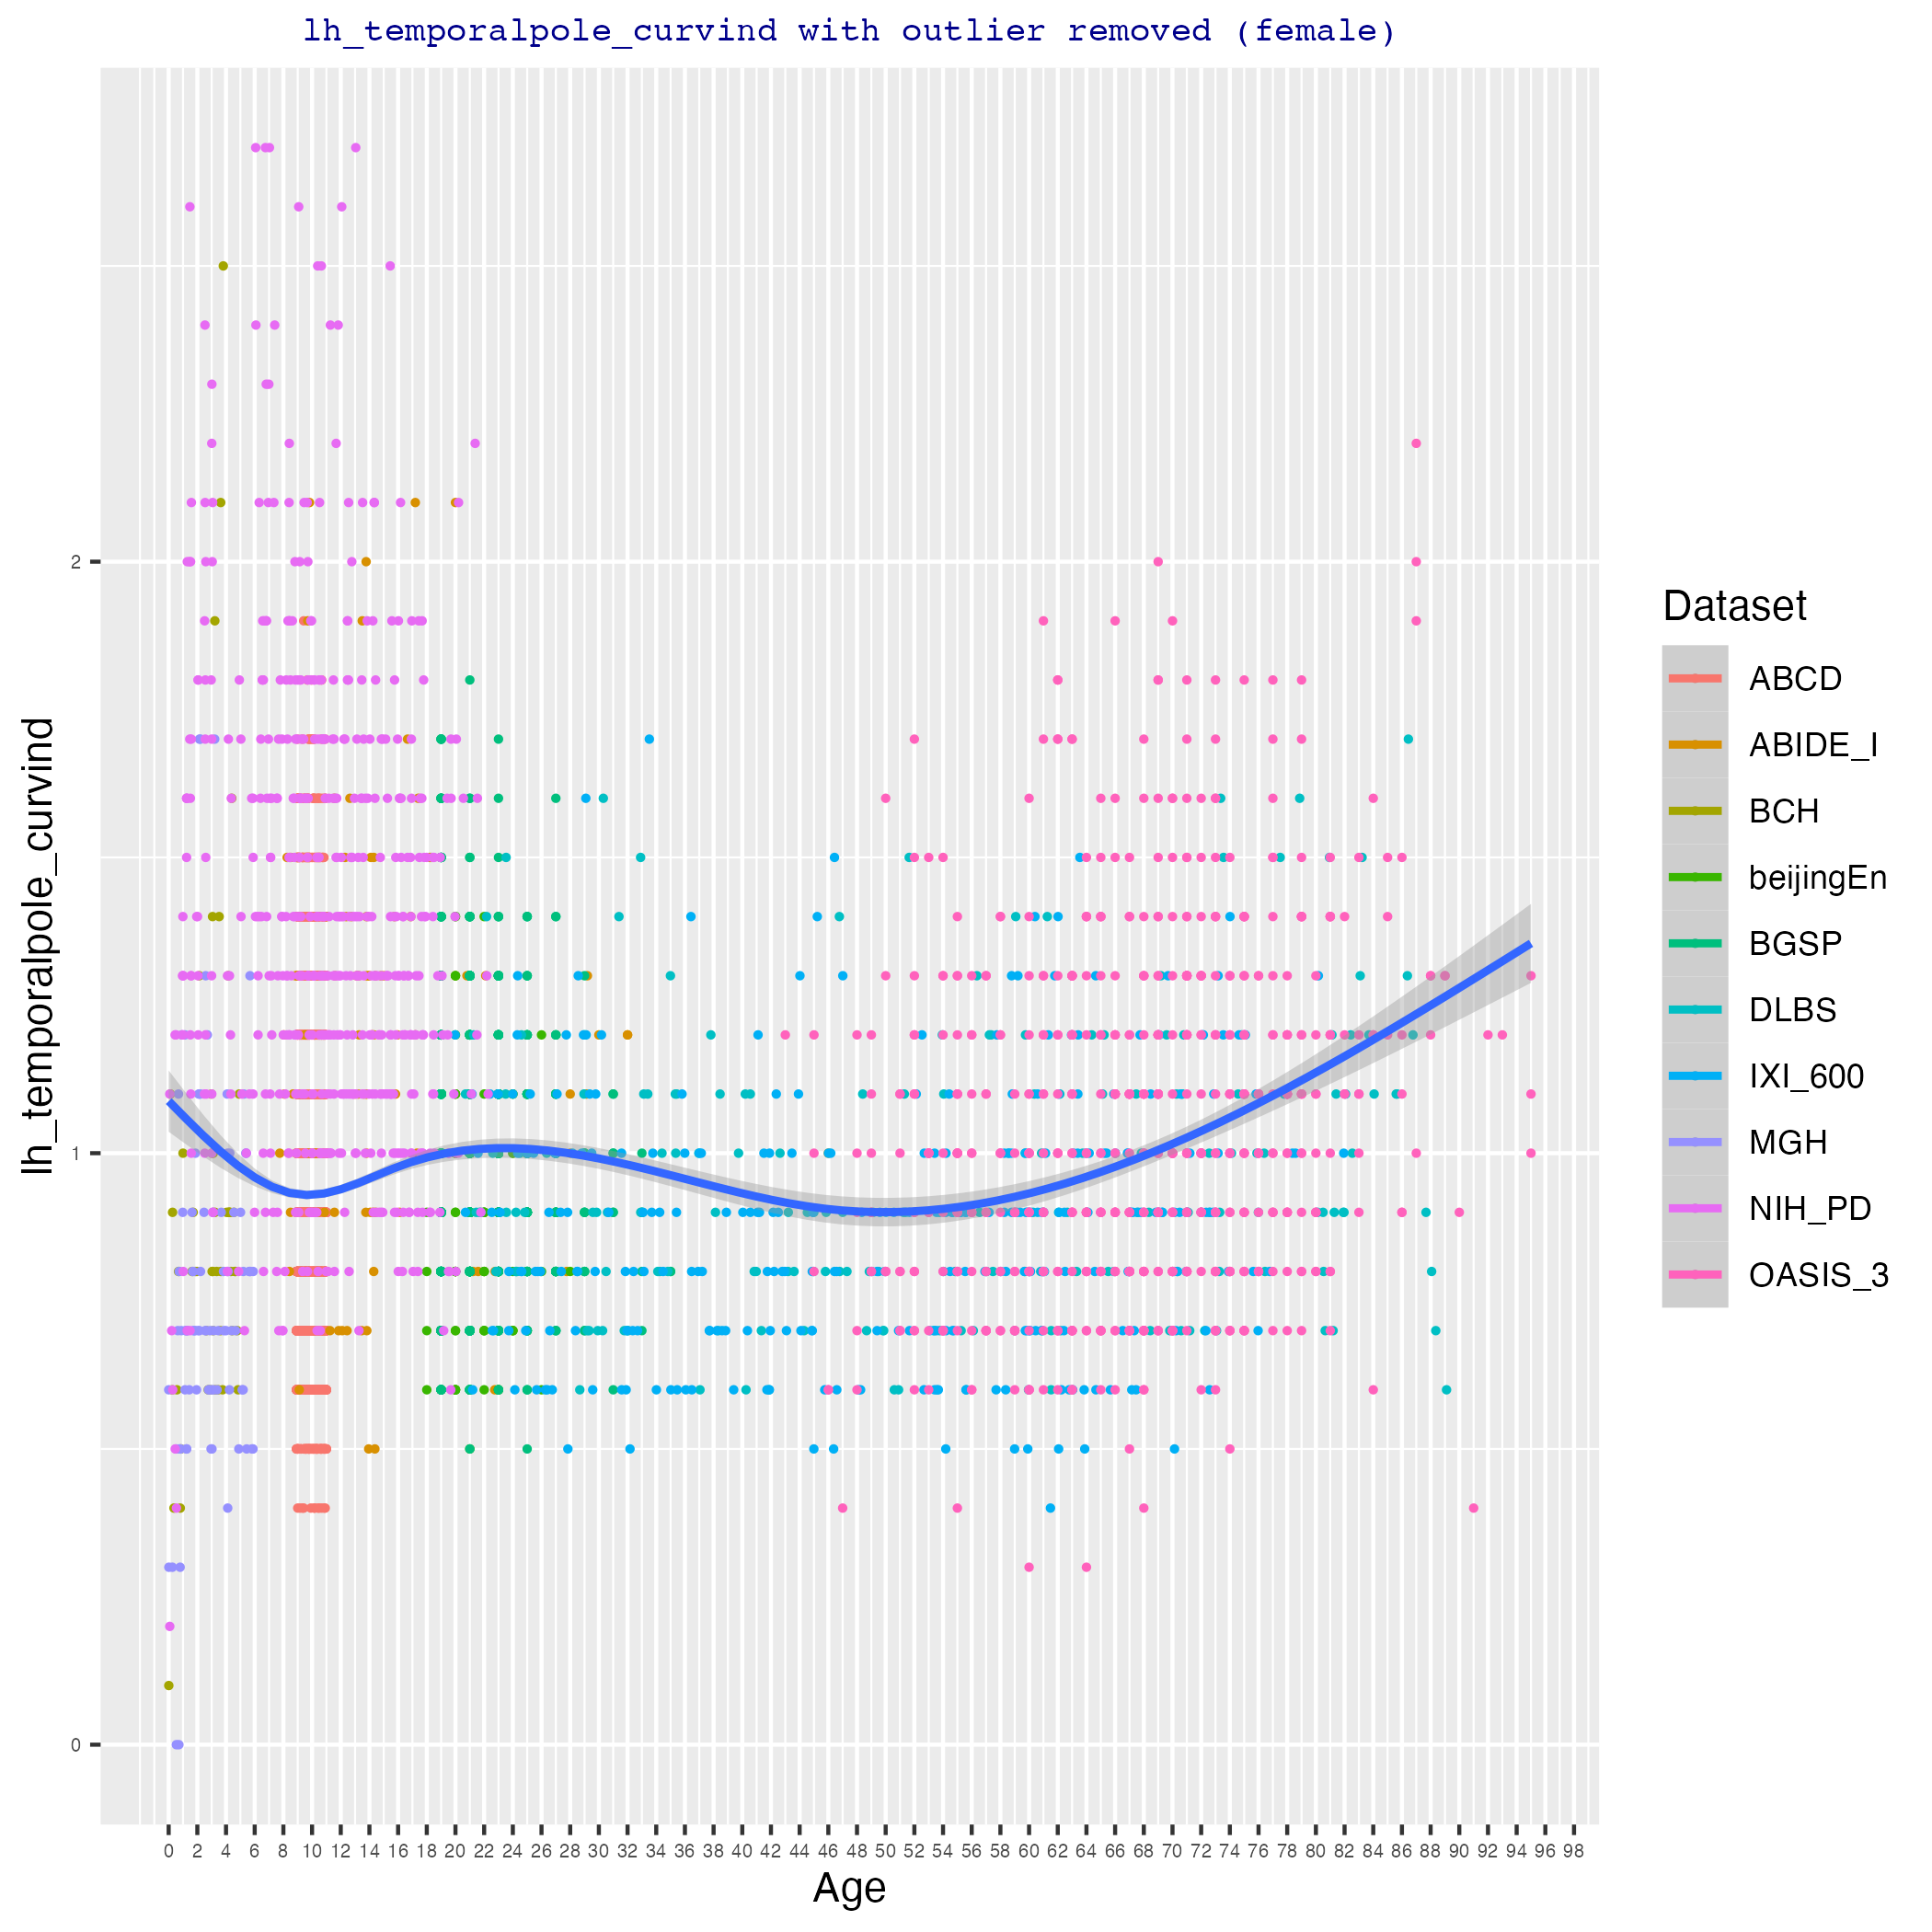 lh_temporalpole_curvind with outlier removed (female)
lh_temporalpole_curvind
2
1
0
0 2 4 6 8 10 12 14 16 18 20 22 24 26 28 30 32 34 36 38 40 42 44 46 48 50 52 54 56 58 60 62 64 66 68 70 72 74 76 78 80 82 84 86 88 90 92 94 96 98
Age
Dataset
ABCD
ABIDE_I
BCH
beijingEn
BGSP
DLBS
IXI_600
MGH
NIH_PD
OASIS_3